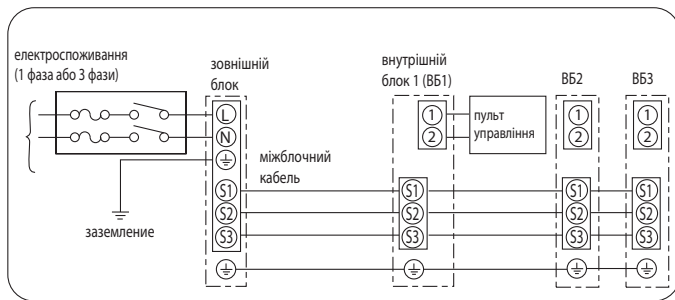 електроспоживання
(1 фаза або 3 фази)
зовнішній
блок
внутрішній
блок 1 (ВБ1)
ВБ2
ВБ3
L
N
1
2
пульт
управління
1
2
1
2
міжблочний
кабель
заземление
S1
S2
S3
S1
S2
S3
S1
S2
S3
S1
S2
S3